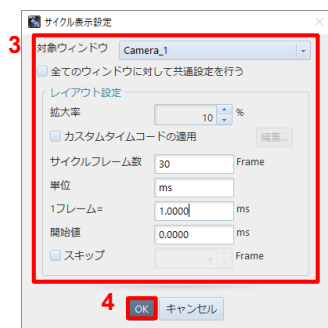 サイクル表示設定
3
対象ウィンドウ Camera_1
全てのウィンドウに対して共通設定を行う
レイアウト設定
拡大率 10 %
カスタムタイムコードの適用 編集...
サイクルフレーム数 30 Frame
単位 ms
1フレーム= 1.0000 ms
開始値 0.0000 ms
スキップ 1 Frame
4 OK キャンセル